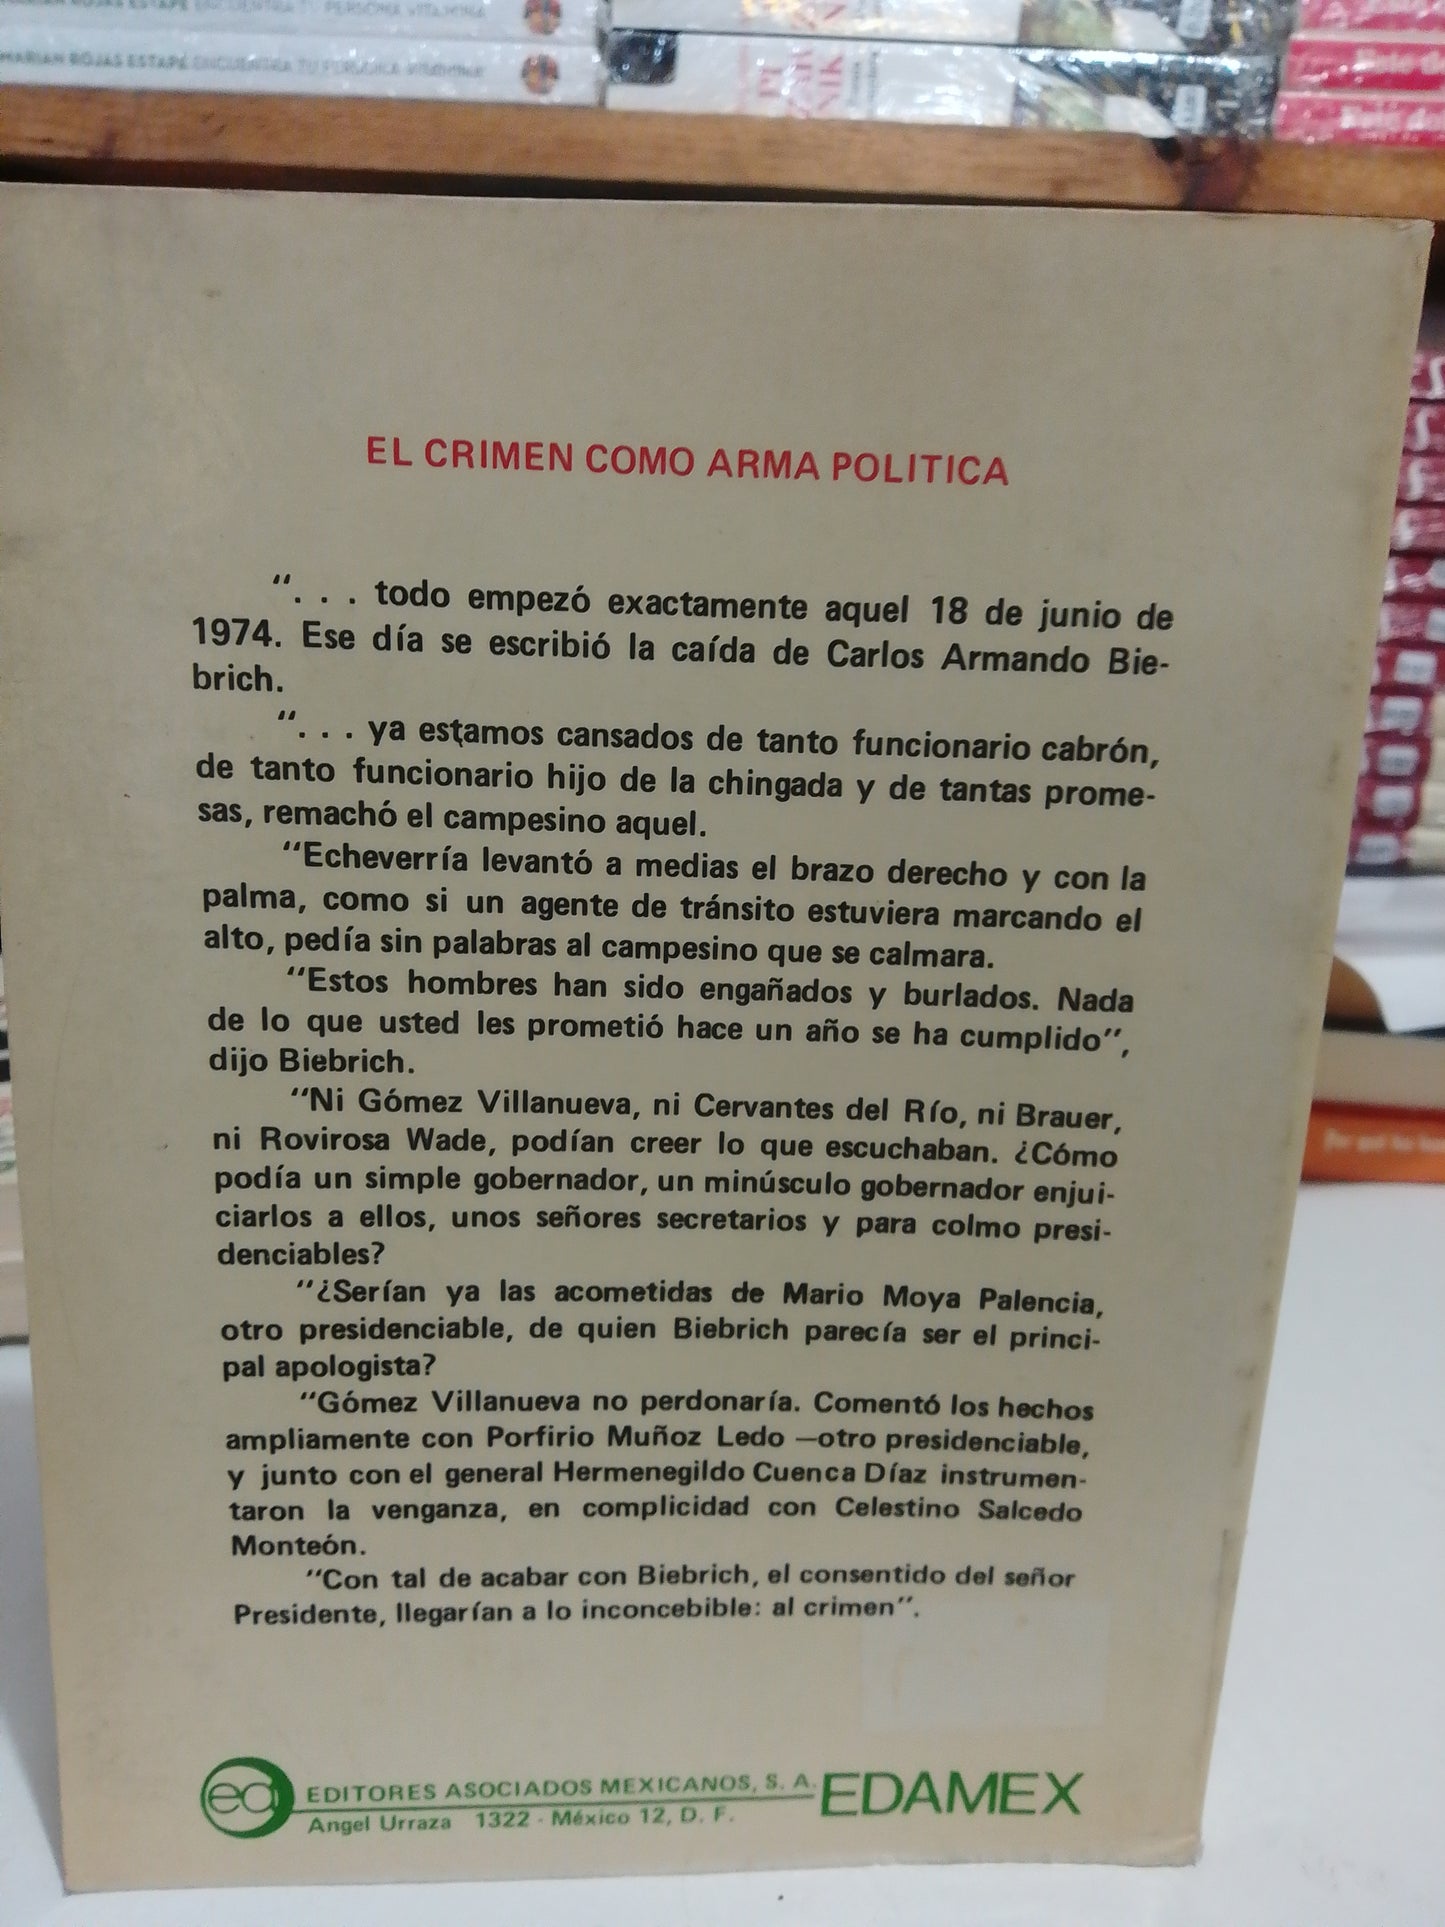 MARIAN ROJAS ESTAPÉ ENCUENTRA TU PERSONA VITAMINA
EL CRIMEN COMO ARMA POLITICA
“. . . todo empezó exactamente aquel 18 de junio de
1974. Ese día se escribió la caída de Carlos Armando Bie-
brich.
“. . . ya estamos cansados de tanto funcionario cabrón,
de tanto funcionario hijo de la chingada y de tantas prome-
sas, remachó el campesino aquel.
“Echeverría levantó a medias el brazo derecho y con la
palma, como si un agente de tránsito estuviera marcando el
alto, pedía sin palabras al campesino que se calmara.
“Estos hombres han sido engañados y burlados. Nada
de lo que usted les prometió hace un año se ha cumplido”,
dijo Biebrich.
“Ni Gómez Villanueva, ni Cervantes del Río, ni Brauer,
ni Rovirosa Wade, podían creer lo que escuchaban. ¿Cómo
podía un simple gobernador, un minúsculo gobernador enjui-
ciarlos a ellos, unos señores secretarios y para colmo presi-
denciables?
“¿Serían ya las acometidas de Mario Moya Palencia,
otro presidenciable, de quien Biebrich parecía ser el princi-
pal apologista?
“Gómez Villanueva no perdonaría. Comentó los hechos
ampliamente con Porfirio Muñoz Ledo —otro presidenciable,
y junto con el general Hermenegildo Cuenca Díaz instrumen-
taron la venganza, en complicidad con Celestino Salcedo
Monteón.
“Con tal de acabar con Biebrich, el consentido del señor
Presidente, llegarían a lo inconcebible: al crimen”.
ea EDITORES ASOCIADOS MEXICANOS, S. A. EDAMEX
Angel Urraza 1322 - México 12, D. F.